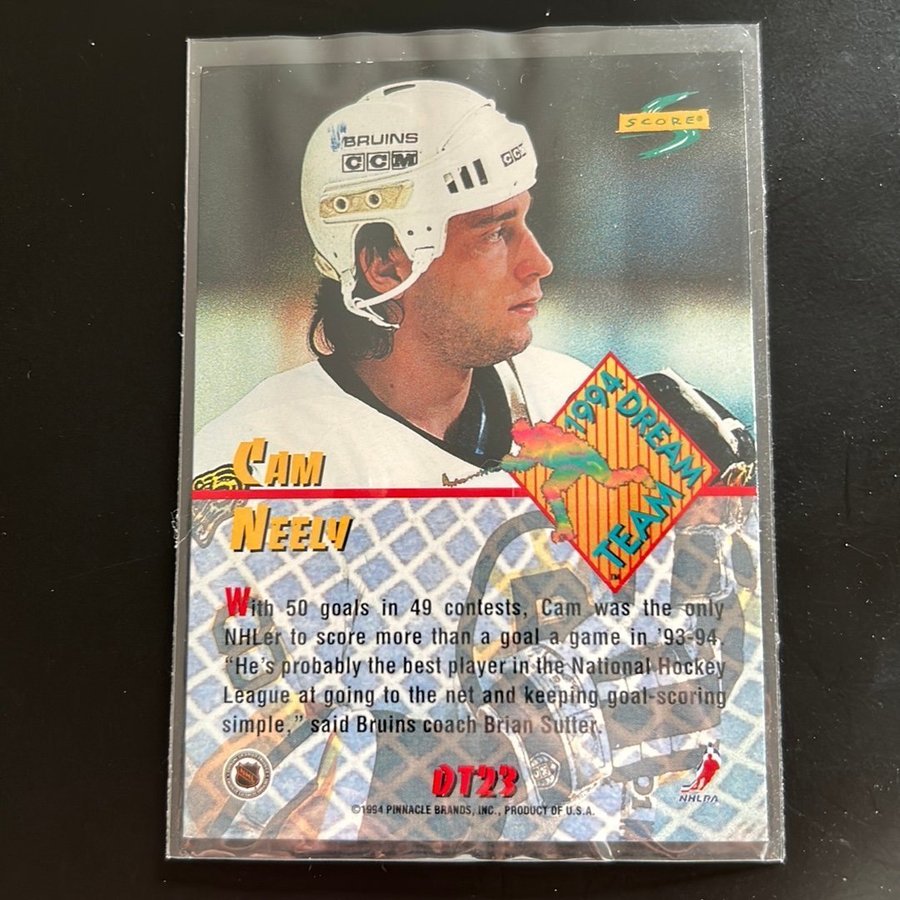 BRUINS
CCM
CCM
SCORE®
1994 DREAM
TEAM
TM
CAM
NEELY
With 50 goals in 49 contests, Cam was the only
NHLer to score more than a goal a game in '93-94.
“He's probably the best player in the National Hockey
League at going to the net and keeping goal-scoring
simple,” said Bruins coach Brian Sutter.
NHL
DT23
NHLPA
©1994 PINNACLE BRANDS, INC., PRODUCT OF U.S.A.